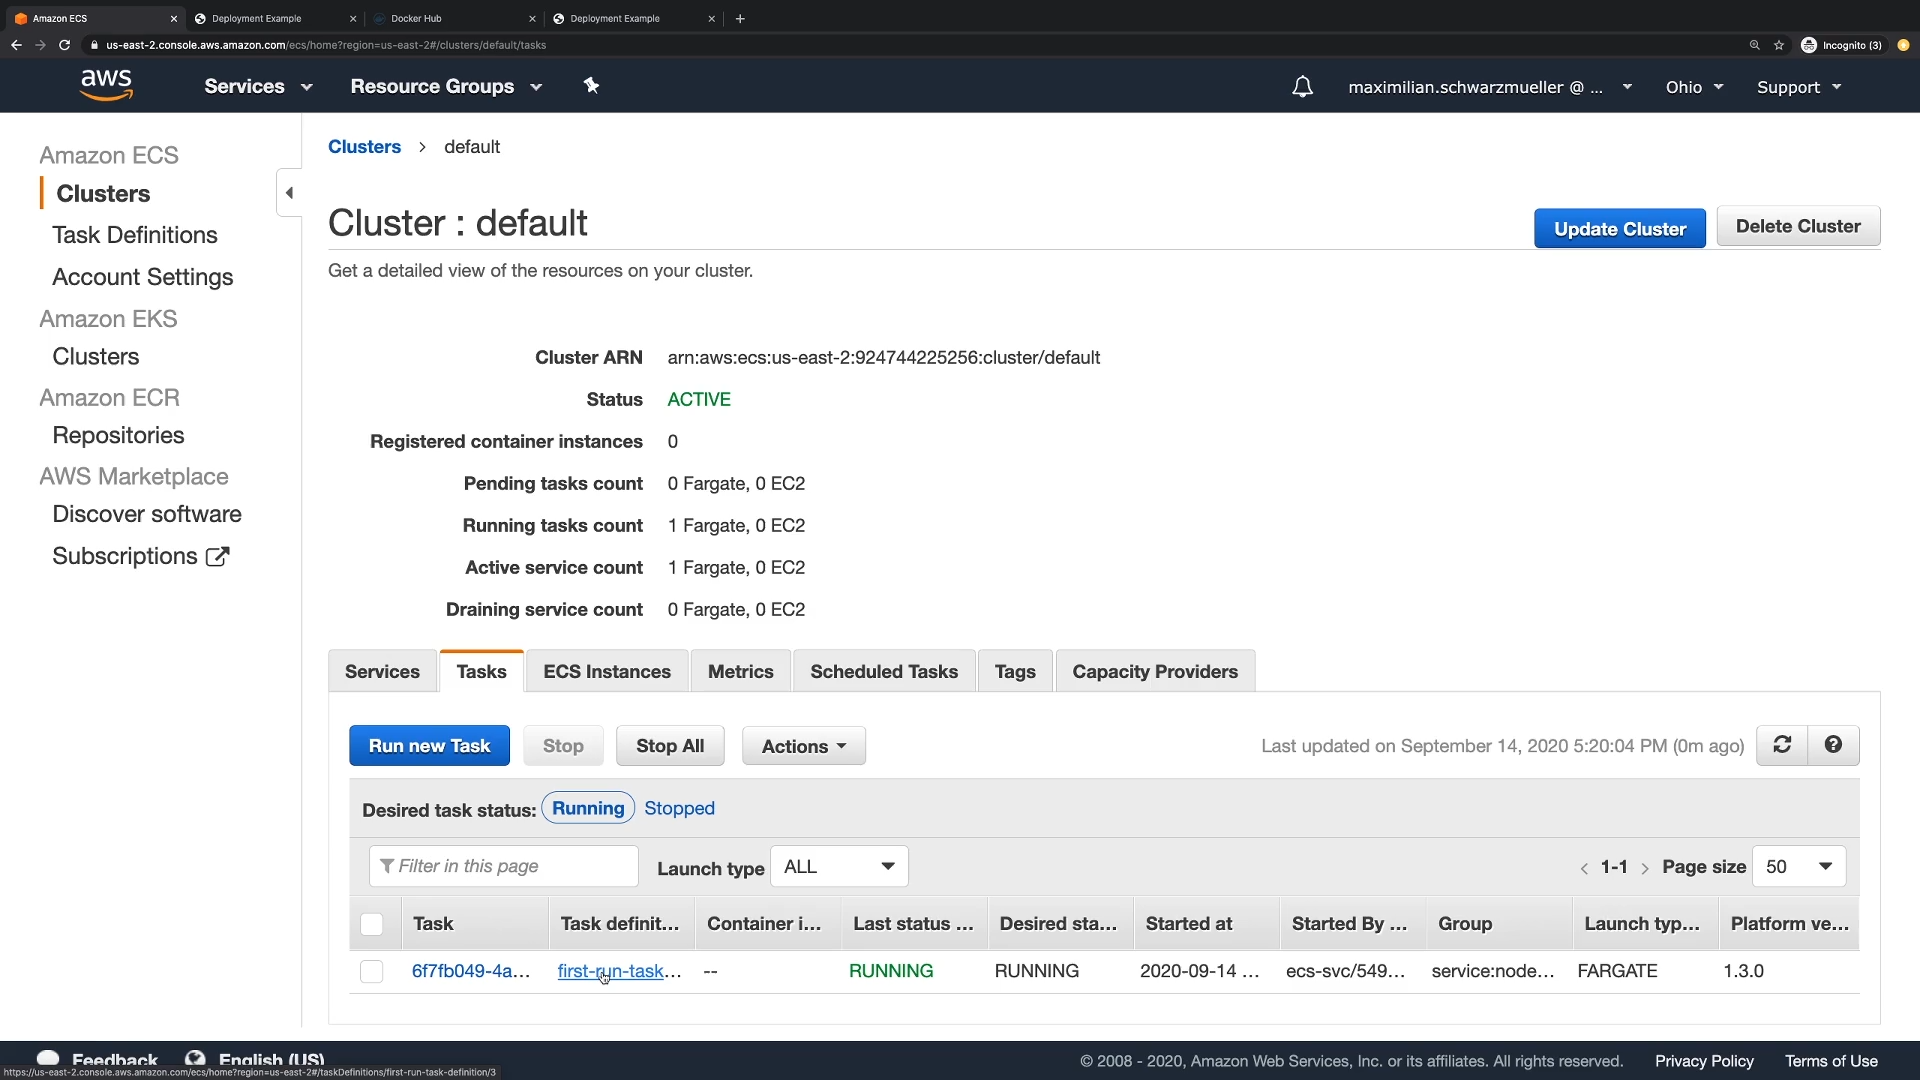 Amazon ECS
Deployment Example
Docker Hub
Deployment Example
us-east-2.console.aws.amazon.com/ecs/home?region=us-east-2#/clusters/default/tasks
Incognito (3)
aws
Services
Resource Groups
maximilian.schwarzmueller @ ...
Ohio
Support
Amazon ECS
Clusters
Task Definitions
Account Settings
Amazon EKS
Clusters
Amazon ECR
Repositories
AWS Marketplace
Discover software
Subscriptions
Clusters > default
Cluster : default
Update Cluster
Delete Cluster
Get a detailed view of the resources on your cluster.
Cluster ARN arn:aws:ecs:us-east-2:924744225256:cluster/default
Status ACTIVE
Registered container instances 0
Pending tasks count 0 Fargate, 0 EC2
Running tasks count 1 Fargate, 0 EC2
Active service count 1 Fargate, 0 EC2
Draining service count 0 Fargate, 0 EC2
Services Tasks ECS Instances Metrics Scheduled Tasks Tags Capacity Providers
Run new Task Stop Stop All Actions Last updated on September 14, 2020 5:20:04 PM (0m ago)
Desired task status: Running Stopped
Filter in this page Launch type ALL < 1-1 > Page size 50
Task Task definit... Container i... Last status ... Desired sta... Started at Started By ... Group Launch typ... Platform ve...
6f7fb049-4a... first-run-task... -- RUNNING RUNNING 2020-09-14 ... ecs-svc/549... service:node... FARGATE 1.3.0
Feedback English (US) © 2008 - 2020, Amazon Web Services, Inc. or its affiliates. All rights reserved. Privacy Policy Terms of Use
https://us-east-2.console.aws.amazon.com/ecs/home?region=us-east-2#/taskDefinitions/first-run-task-definition/3